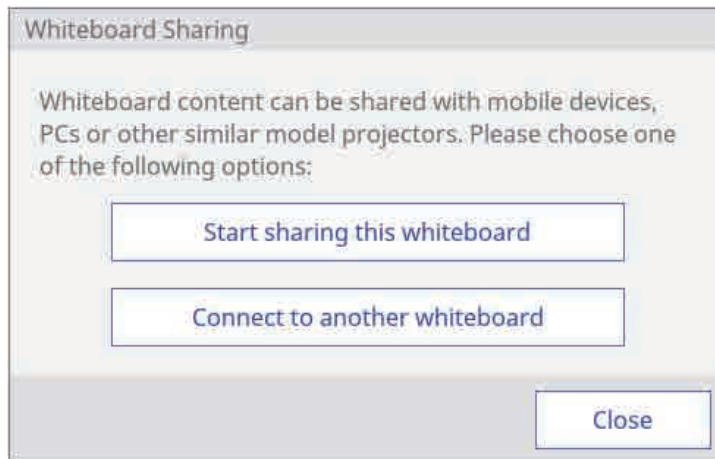 Whiteboard Sharing
Whiteboard content can be shared with mobile devices,
PCs or other similar model projectors. Please choose one
of the following options:
Start sharing this whiteboard
Connect to another whiteboard
Close